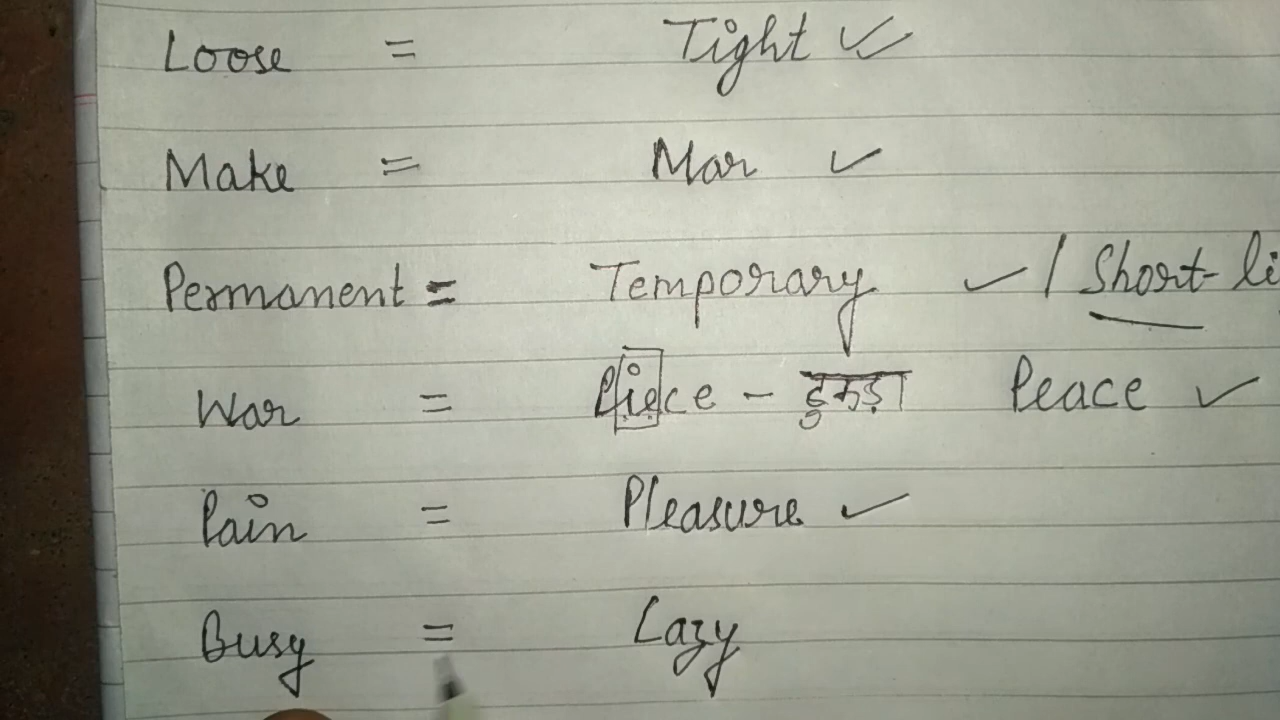 Loose = Tight ✓
Make = Mar ✓
Permanent = Temporary ✓ / Short-li
War = Piece - टुकड़ा Peace ✓
Pain = Pleasure ✓
Busy = Lazy